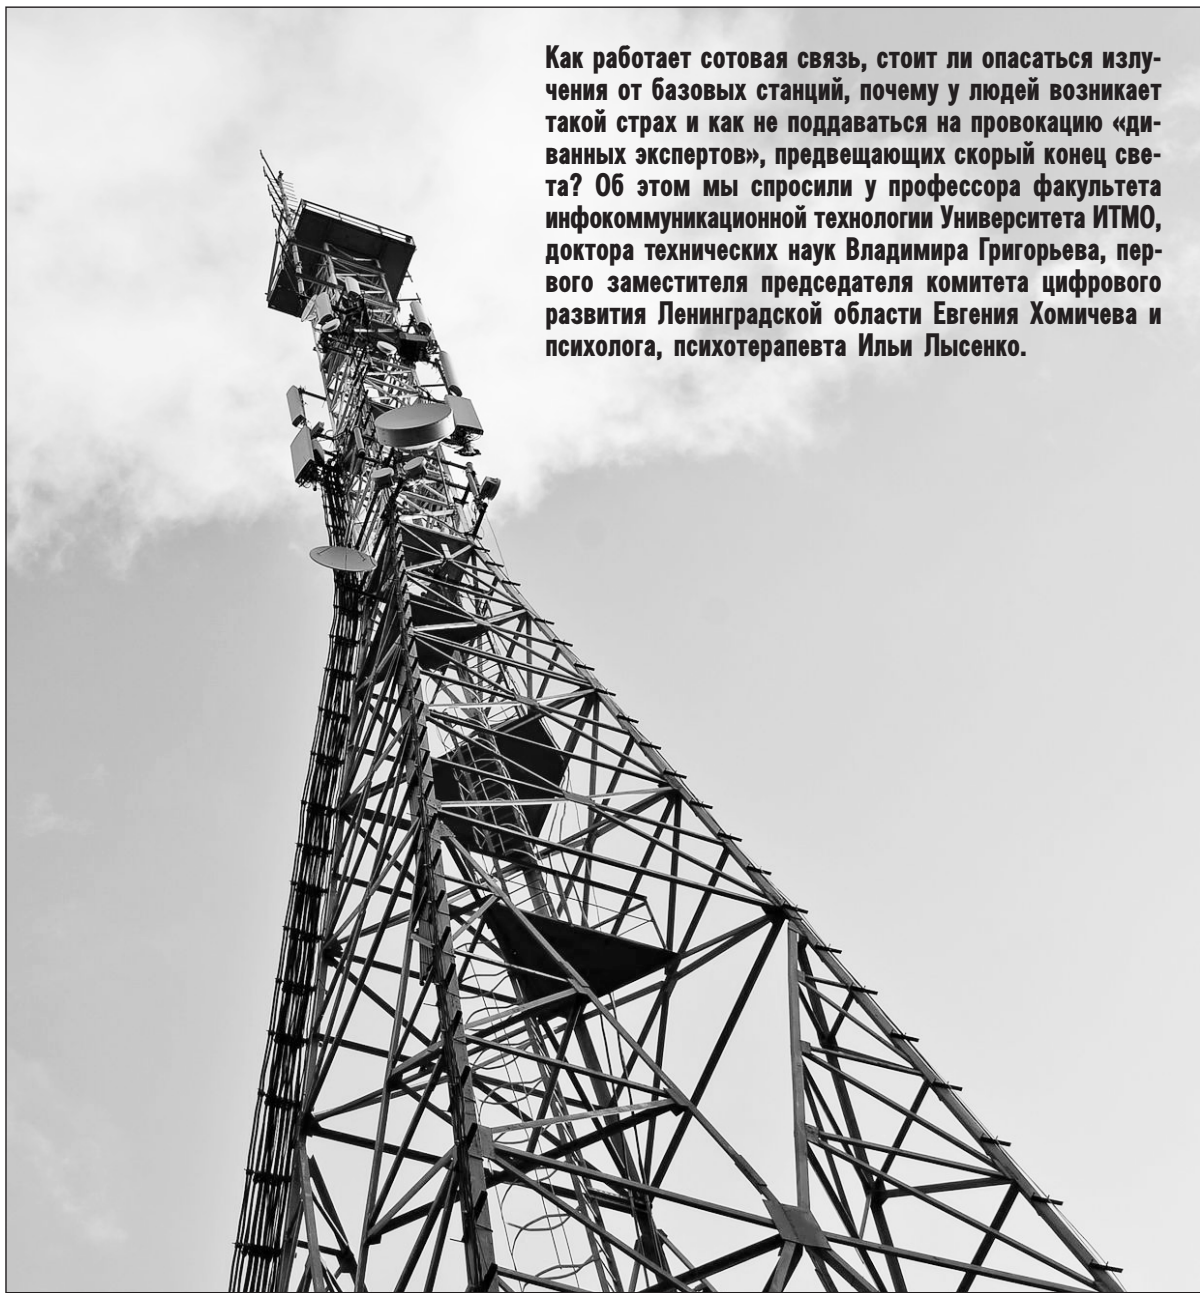 Как работает сотовая связь, стоит ли опасаться излу-
чения от базовых станций, почему у людей возникает
такой страх и как не поддаваться на провокацию «ди-
ванных экспертов», предвещающих скорый конец све-
та? Об этом мы спросили у профессора факультета
инфокоммуникационной технологии Университета ИТМО,
доктора технических наук Владимира Григорьева, пер-
вого заместителя председателя комитета цифрового
развития Ленинградской области Евгения Хомичева и
психолога, психотерапевта Ильи Лысенко.